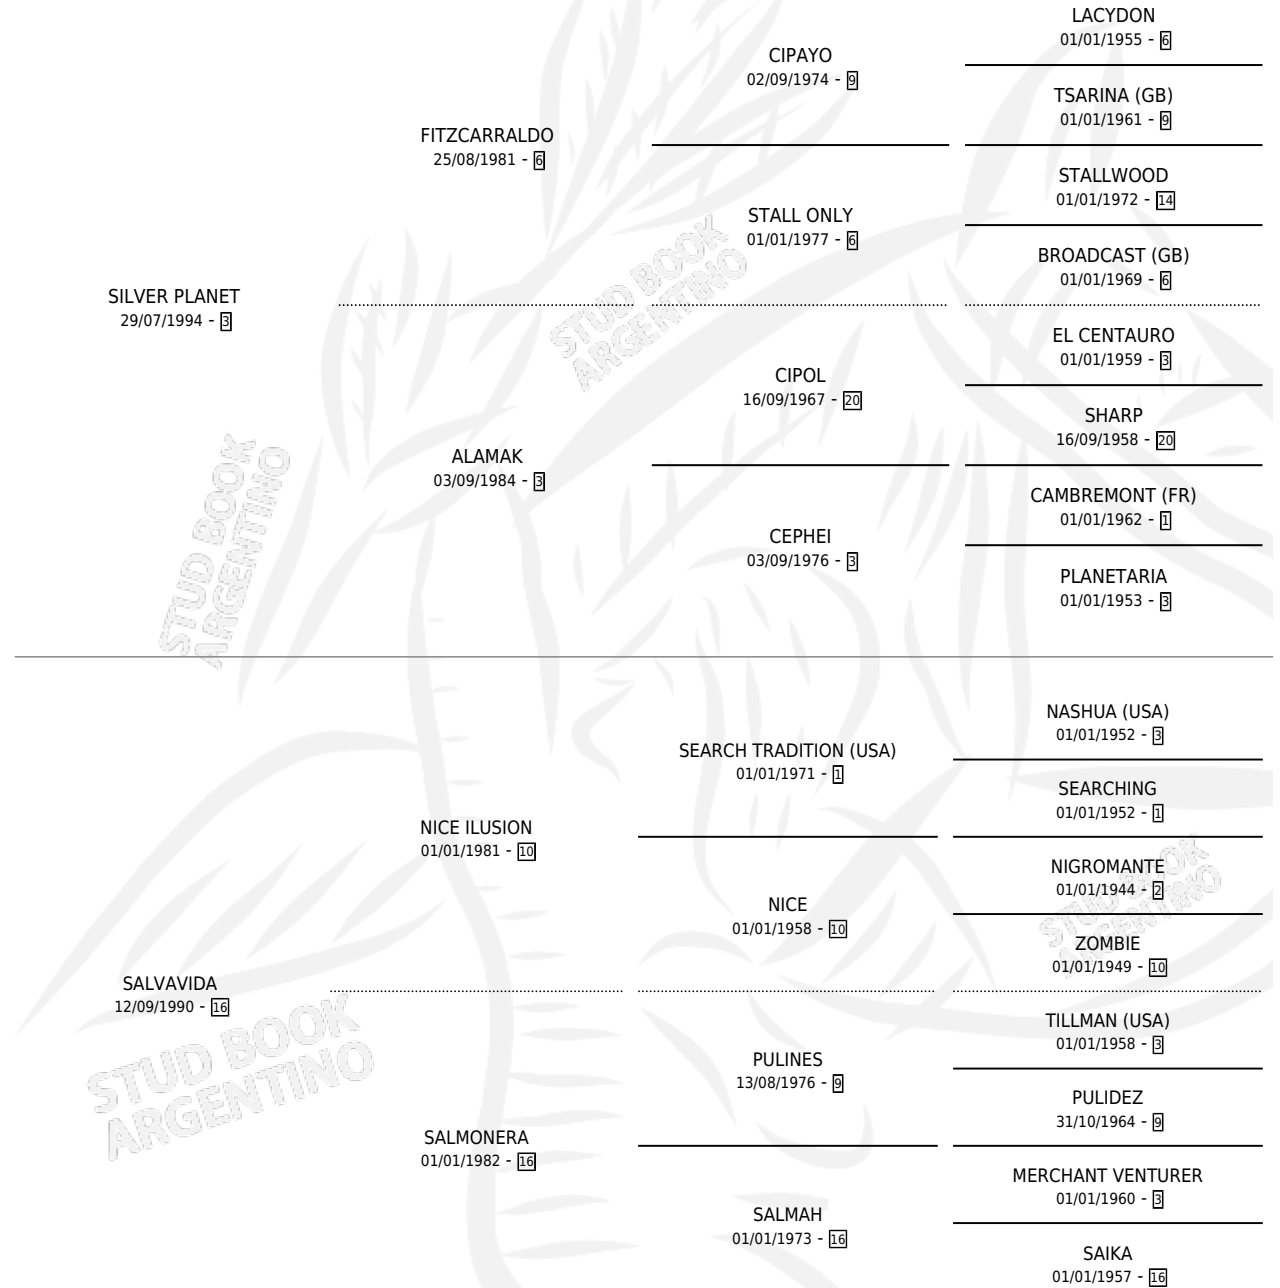 LACYDON
01/01/1955 - 6
CIPAYO
02/09/1974 - 9
TSARINA (GB)
01/01/1961 - 9
FITZCARRALDO
25/08/1981 - 6
STALLWOOD
01/01/1972 - 14
STALL ONLY
01/01/1977 - 6
BROADCAST (GB)
01/01/1969 - 6
SILVER PLANET
29/07/1994 - 3
STUD BOOK
ARGENTINO
EL CENTAURO
01/01/1959 - 3
CIPOL
16/09/1967 - 20
SHARP
16/09/1958 - 20
ALAMAK
03/09/1984 - 3
CAMBREMONT (FR)
01/01/1962 - 1
CEPHEI
03/09/1976 - 3
PLANETARIA
01/01/1953 - 3
STUD BOOK
ARGENTINO
NASHUA (USA)
01/01/1952 - 3
SEARCH TRADITION (USA)
01/01/1971 - 1
SEARCHING
01/01/1952 - 1
NICE ILUSION
01/01/1981 - 10
NIGROMANTE
01/01/1944 - 2
NICE
01/01/1958 - 10
ZOMBIE
01/01/1949 - 10
STUD BOOK
ARGENTINO
SALVAVIDA
12/09/1990 - 16
TILLMAN (USA)
01/01/1958 - 3
PULINES
13/08/1976 - 9
PULIDEZ
31/10/1964 - 9
STUD BOOK
ARGENTINO
SALMONERA
01/01/1982 - 16
MERCHANT VENTURER
01/01/1960 - 3
SALMAH
01/01/1973 - 16
SAIKA
01/01/1957 - 16